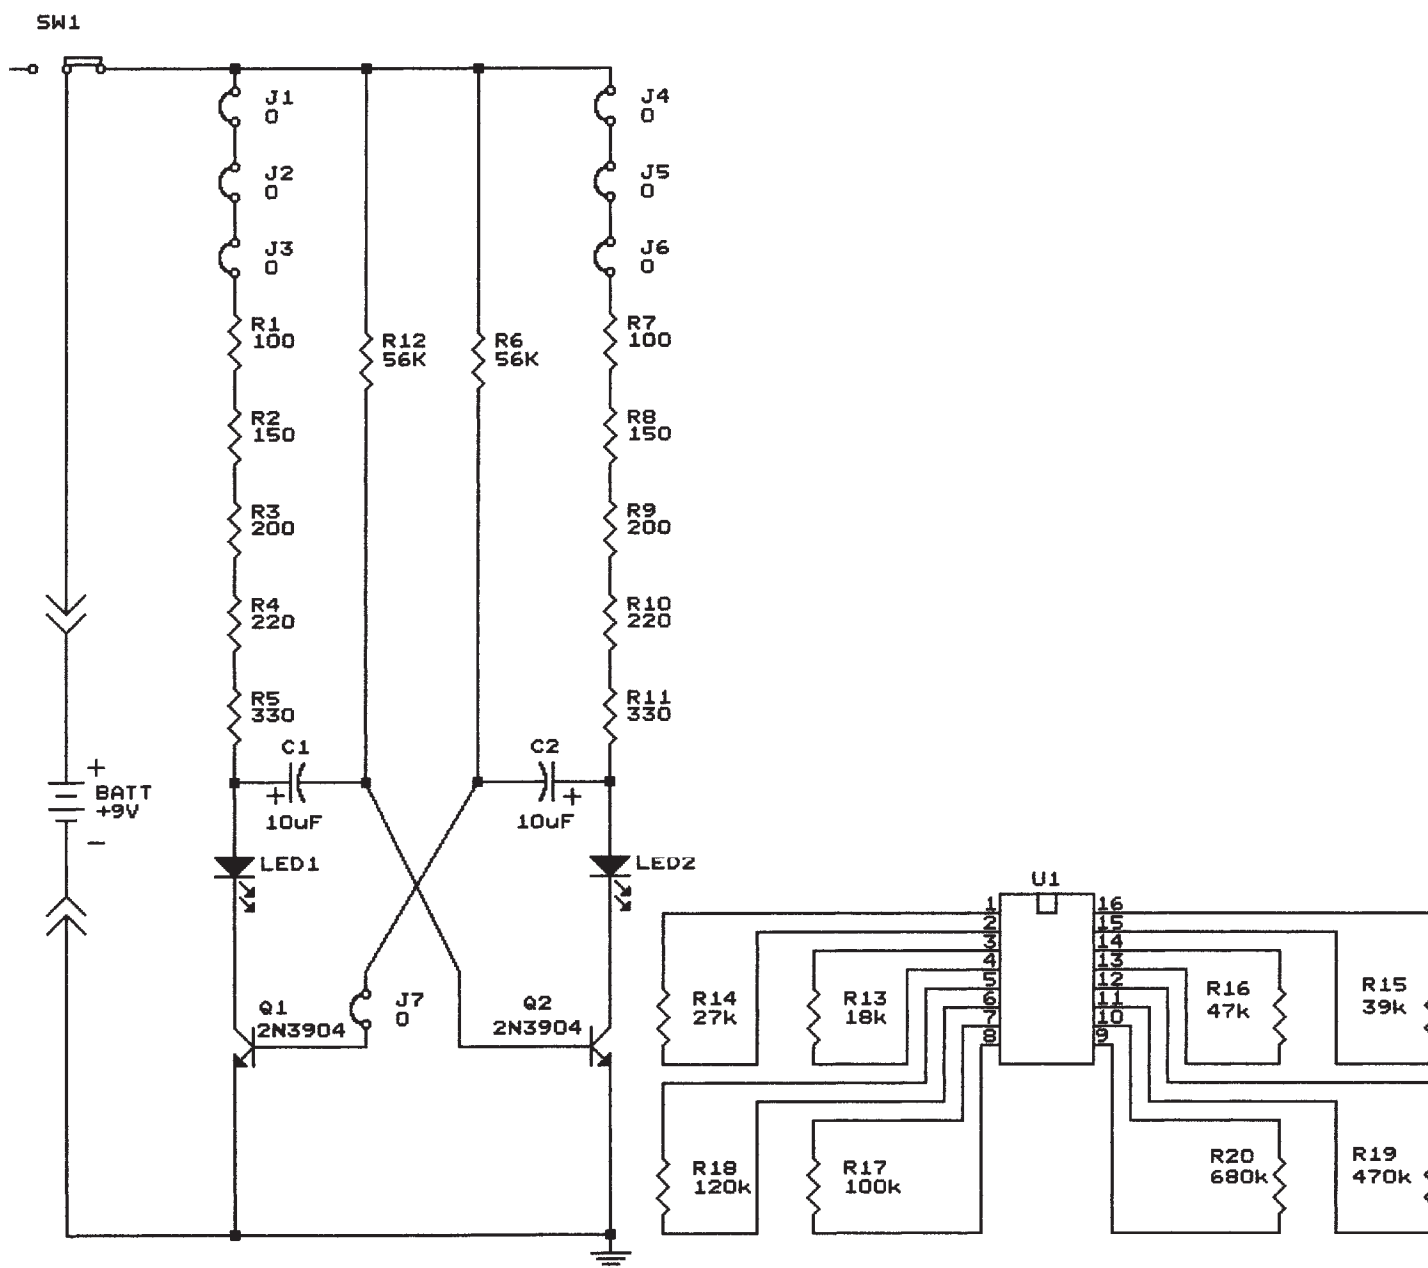 SW1
J1
0
J2
0
J3
0
J4
0
J5
0
J6
0
R1
100
R12
56K
R6
56K
R7
100
R2
150
R8
150
R3
200
R9
200
R4
220
R10
220
R5
330
R11
330
C1
+
10uF
C2
+
10uF
+
BATT
+9V
−
LED1
LED2
Q1
2N3904
J7
0
Q2
2N3904
U1
1
2
3
4
5
6
7
8
16
15
14
13
12
11
10
9
R14
27k
R13
18k
R16
47k
R15
39k
R18
120k
R17
100k
R20
680k
R19
470k